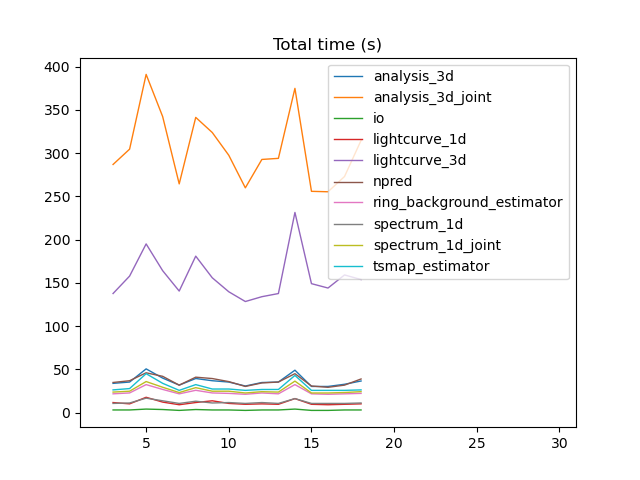 Total time (s)
400
350
300
250
200
150
100
50
0
5
10
15
20
25
30
analysis_3d
analysis_3d_joint
io
lightcurve_1d
lightcurve_3d
npred
ring_background_estimator
spectrum_1d
spectrum_1d_joint
tsmap_estimator